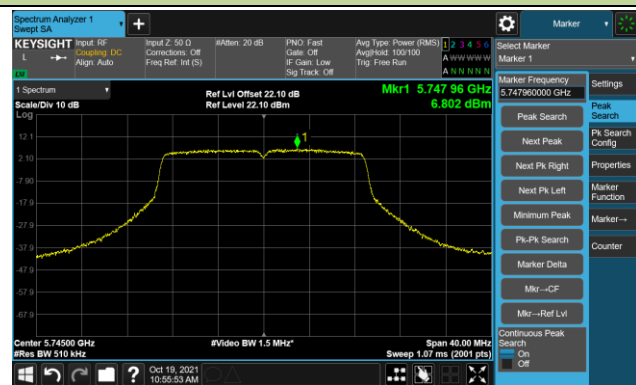 Spectrum Analyzer 1
Swept SA
+
Marker
KEYSIGHT
L
LW
Input: RF
Coupling: DC
Align: Auto
Input Z: 50 Ω
Corrections: Off
Freq Ref: Int (S)
#Atten: 20 dB
PNO: Fast
Gate: Off
IF Gain: Low
Sig Track: Off
Avg Type: Power (RMS)
Avg|Hold: 100/100
Trig: Free Run
1 2 3 4 5 6
A W W W W W
A N N N N N
Select Marker
Marker 1
1 Spectrum
Scale/Div 10 dB
Log
Ref Lvl Offset 22.10 dB
Ref Level 22.10 dBm
Mkr1 5.747 96 GHz
6.802 dBm
1
12.1
2.10
-7.90
-17.9
-27.9
-37.9
-47.9
-57.9
-67.9
Center 5.74500 GHz
#Res BW 510 kHz
#Video BW 1.5 MHz*
Span 40.00 MHz
Sweep 1.07 ms (2001 pts)
Marker Frequency
5.747960000 GHz
Peak Search
Next Peak
Next Pk Right
Next Pk Left
Minimum Peak
Pk-Pk Search
Marker Delta
Mkr→CF
Mkr→Ref Lvl
Continuous Peak
Search
On
Off
Settings
Peak
Search
Pk Search
Config
Properties
Marker
Function
Marker→
Counter
?
Oct 19, 2021
10:55:53 AM